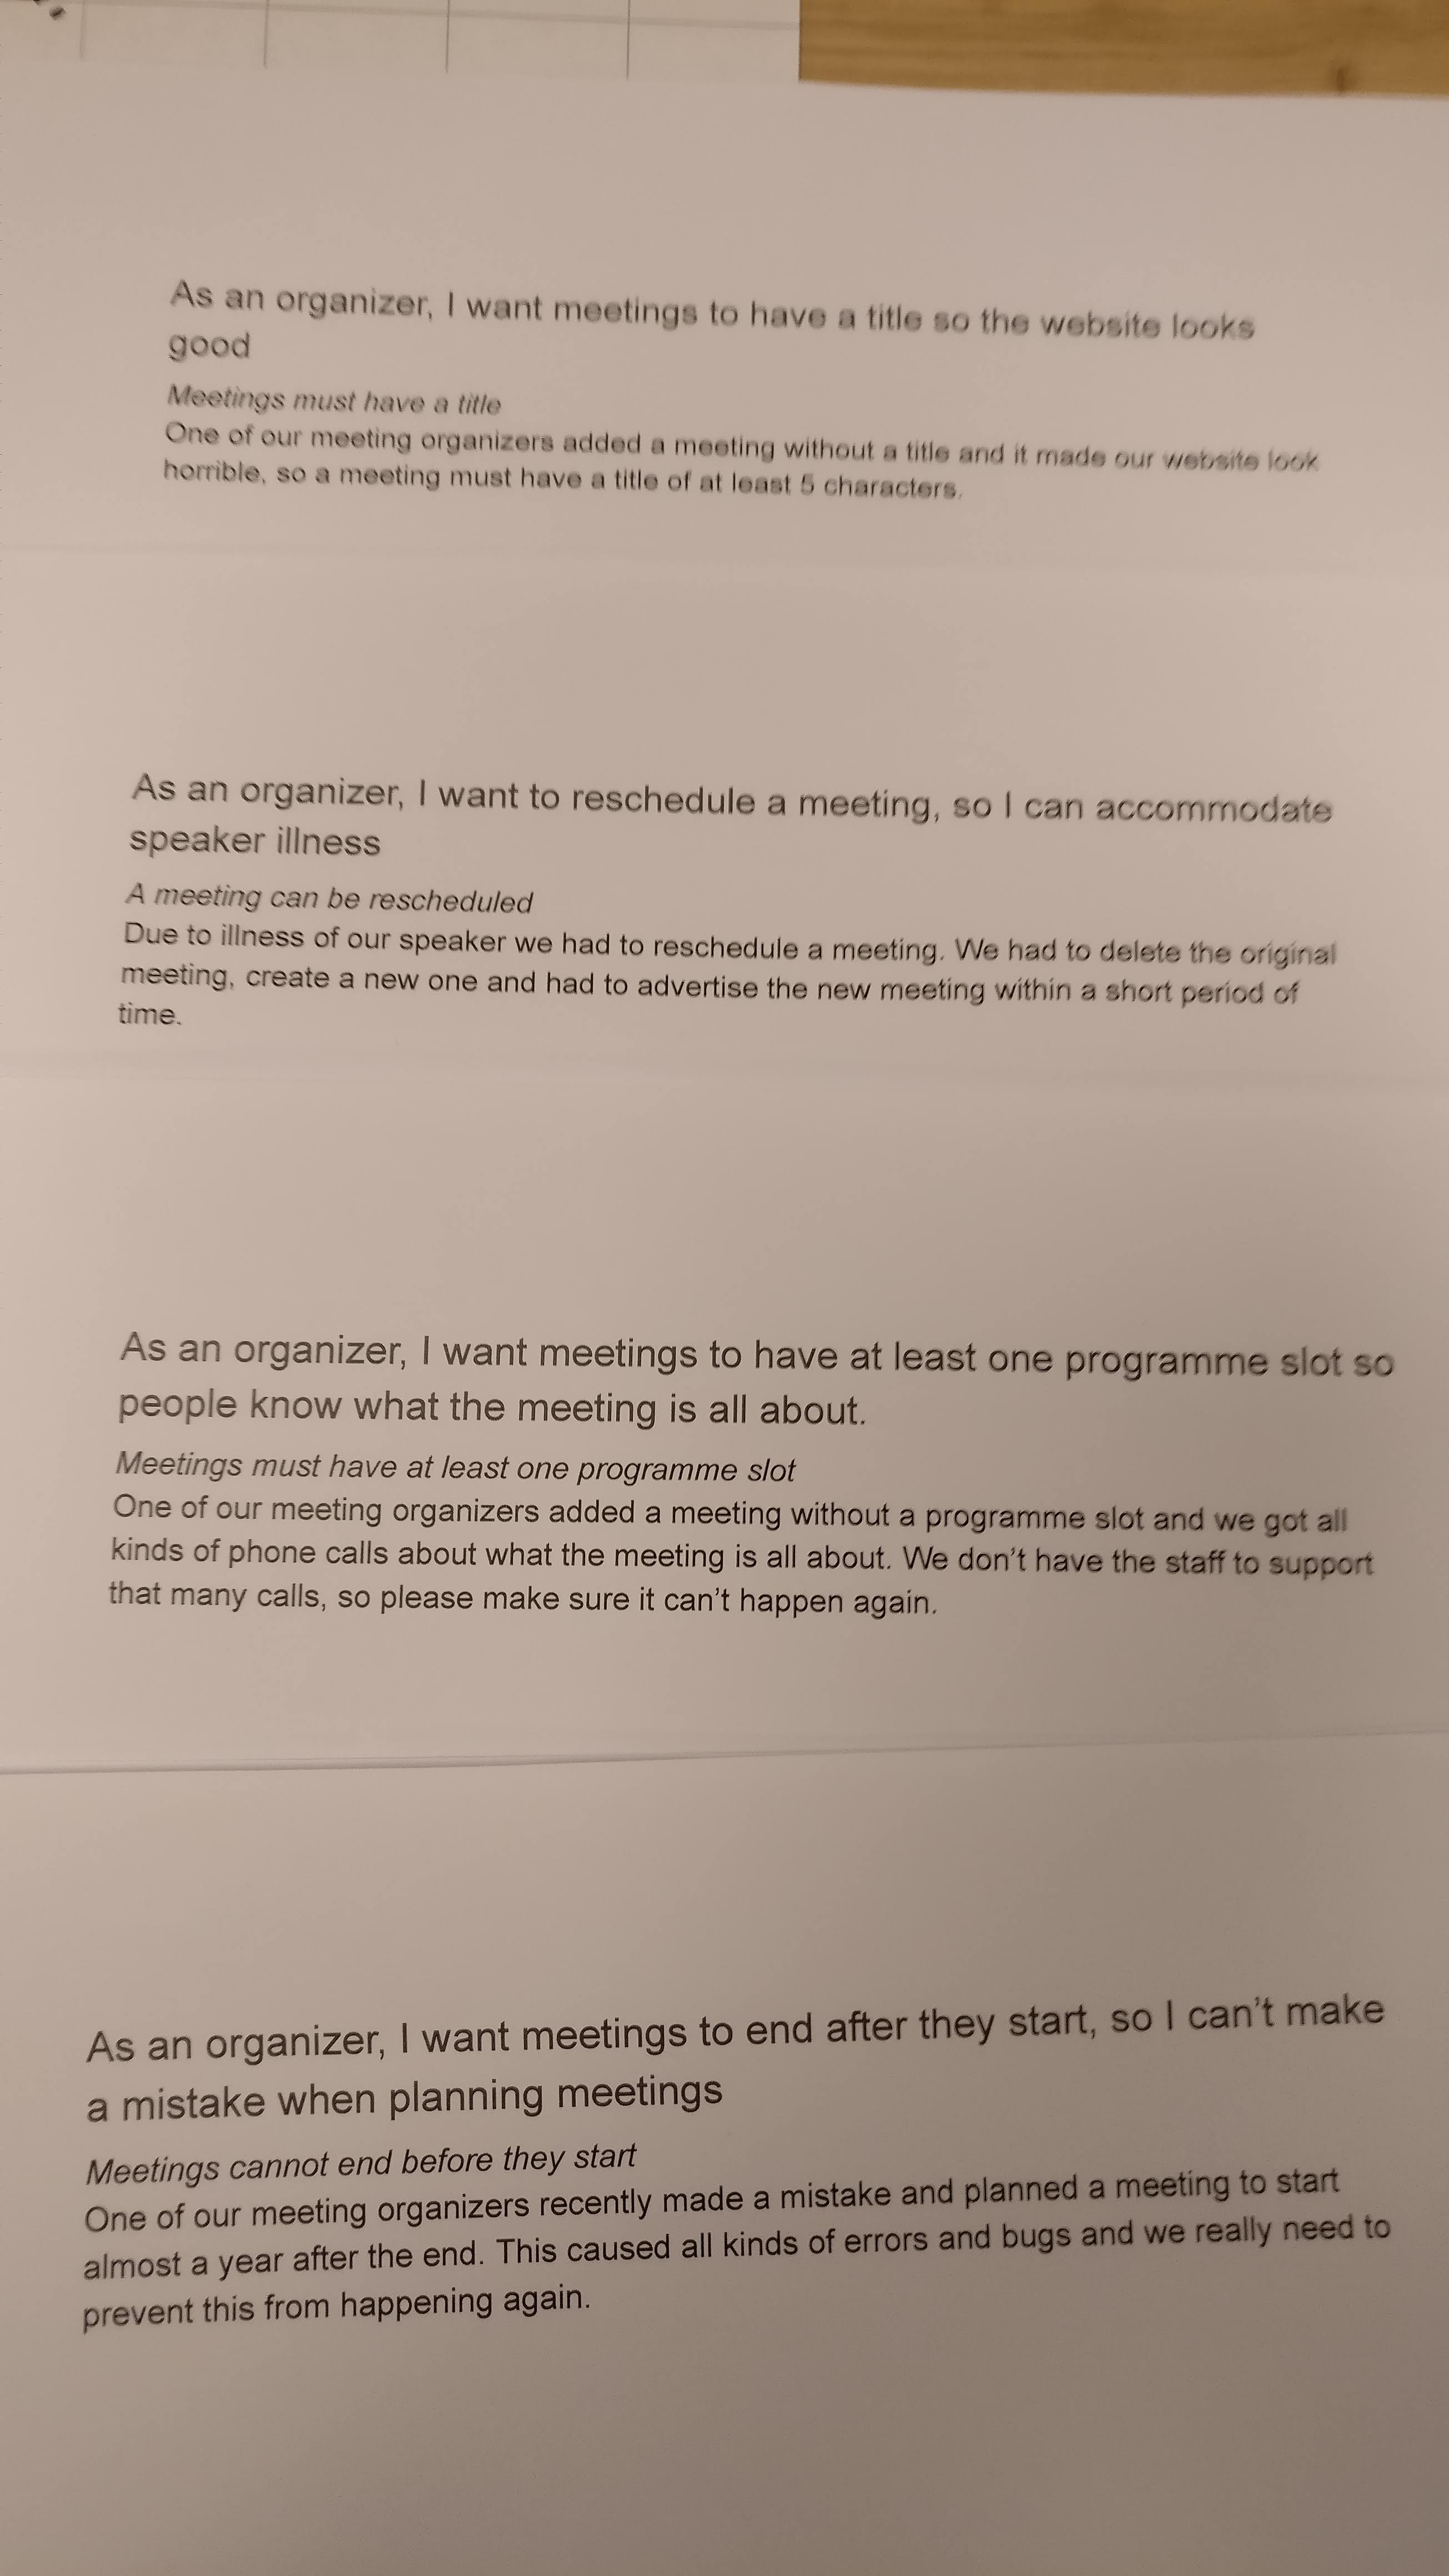 As an organizer, I want meetings to have a title so the website looks
good
Meetings must have a title
One of our meeting organizers added a meeting without a title and it made our website look
horrible, so a meeting must have a title of at least 5 characters.
As an organizer, I want to reschedule a meeting, so I can accommodate
speaker illness
A meeting can be rescheduled
Due to illness of our speaker we had to reschedule a meeting. We had to delete the original
meeting, create a new one and had to advertise the new meeting within a short period of
time.
As an organizer, I want meetings to have at least one programme slot so
people know what the meeting is all about.
Meetings must have at least one programme slot
One of our meeting organizers added a meeting without a programme slot and we got all
kinds of phone calls about what the meeting is all about. We don't have the staff to support
that many calls, so please make sure it can't happen again.
As an organizer, I want meetings to end after they start, so I can't make
a mistake when planning meetings
Meetings cannot end before they start
One of our meeting organizers recently made a mistake and planned a meeting to start
almost a year after the end. This caused all kinds of errors and bugs and we really need to
prevent this from happening again.